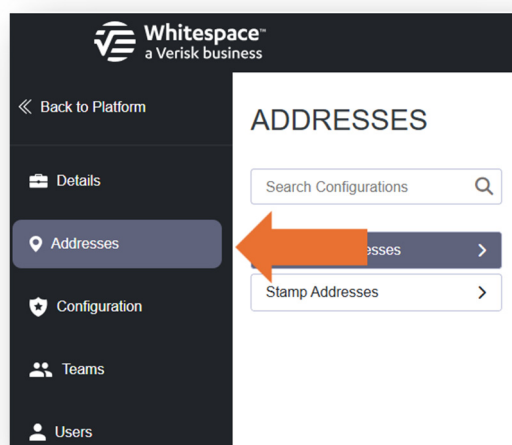 Whitespace™
a Verisk business
Back to Platform
Details
Addresses
Configuration
Teams
Users
ADDRESSES
Search Configurations
Stamp Addresses